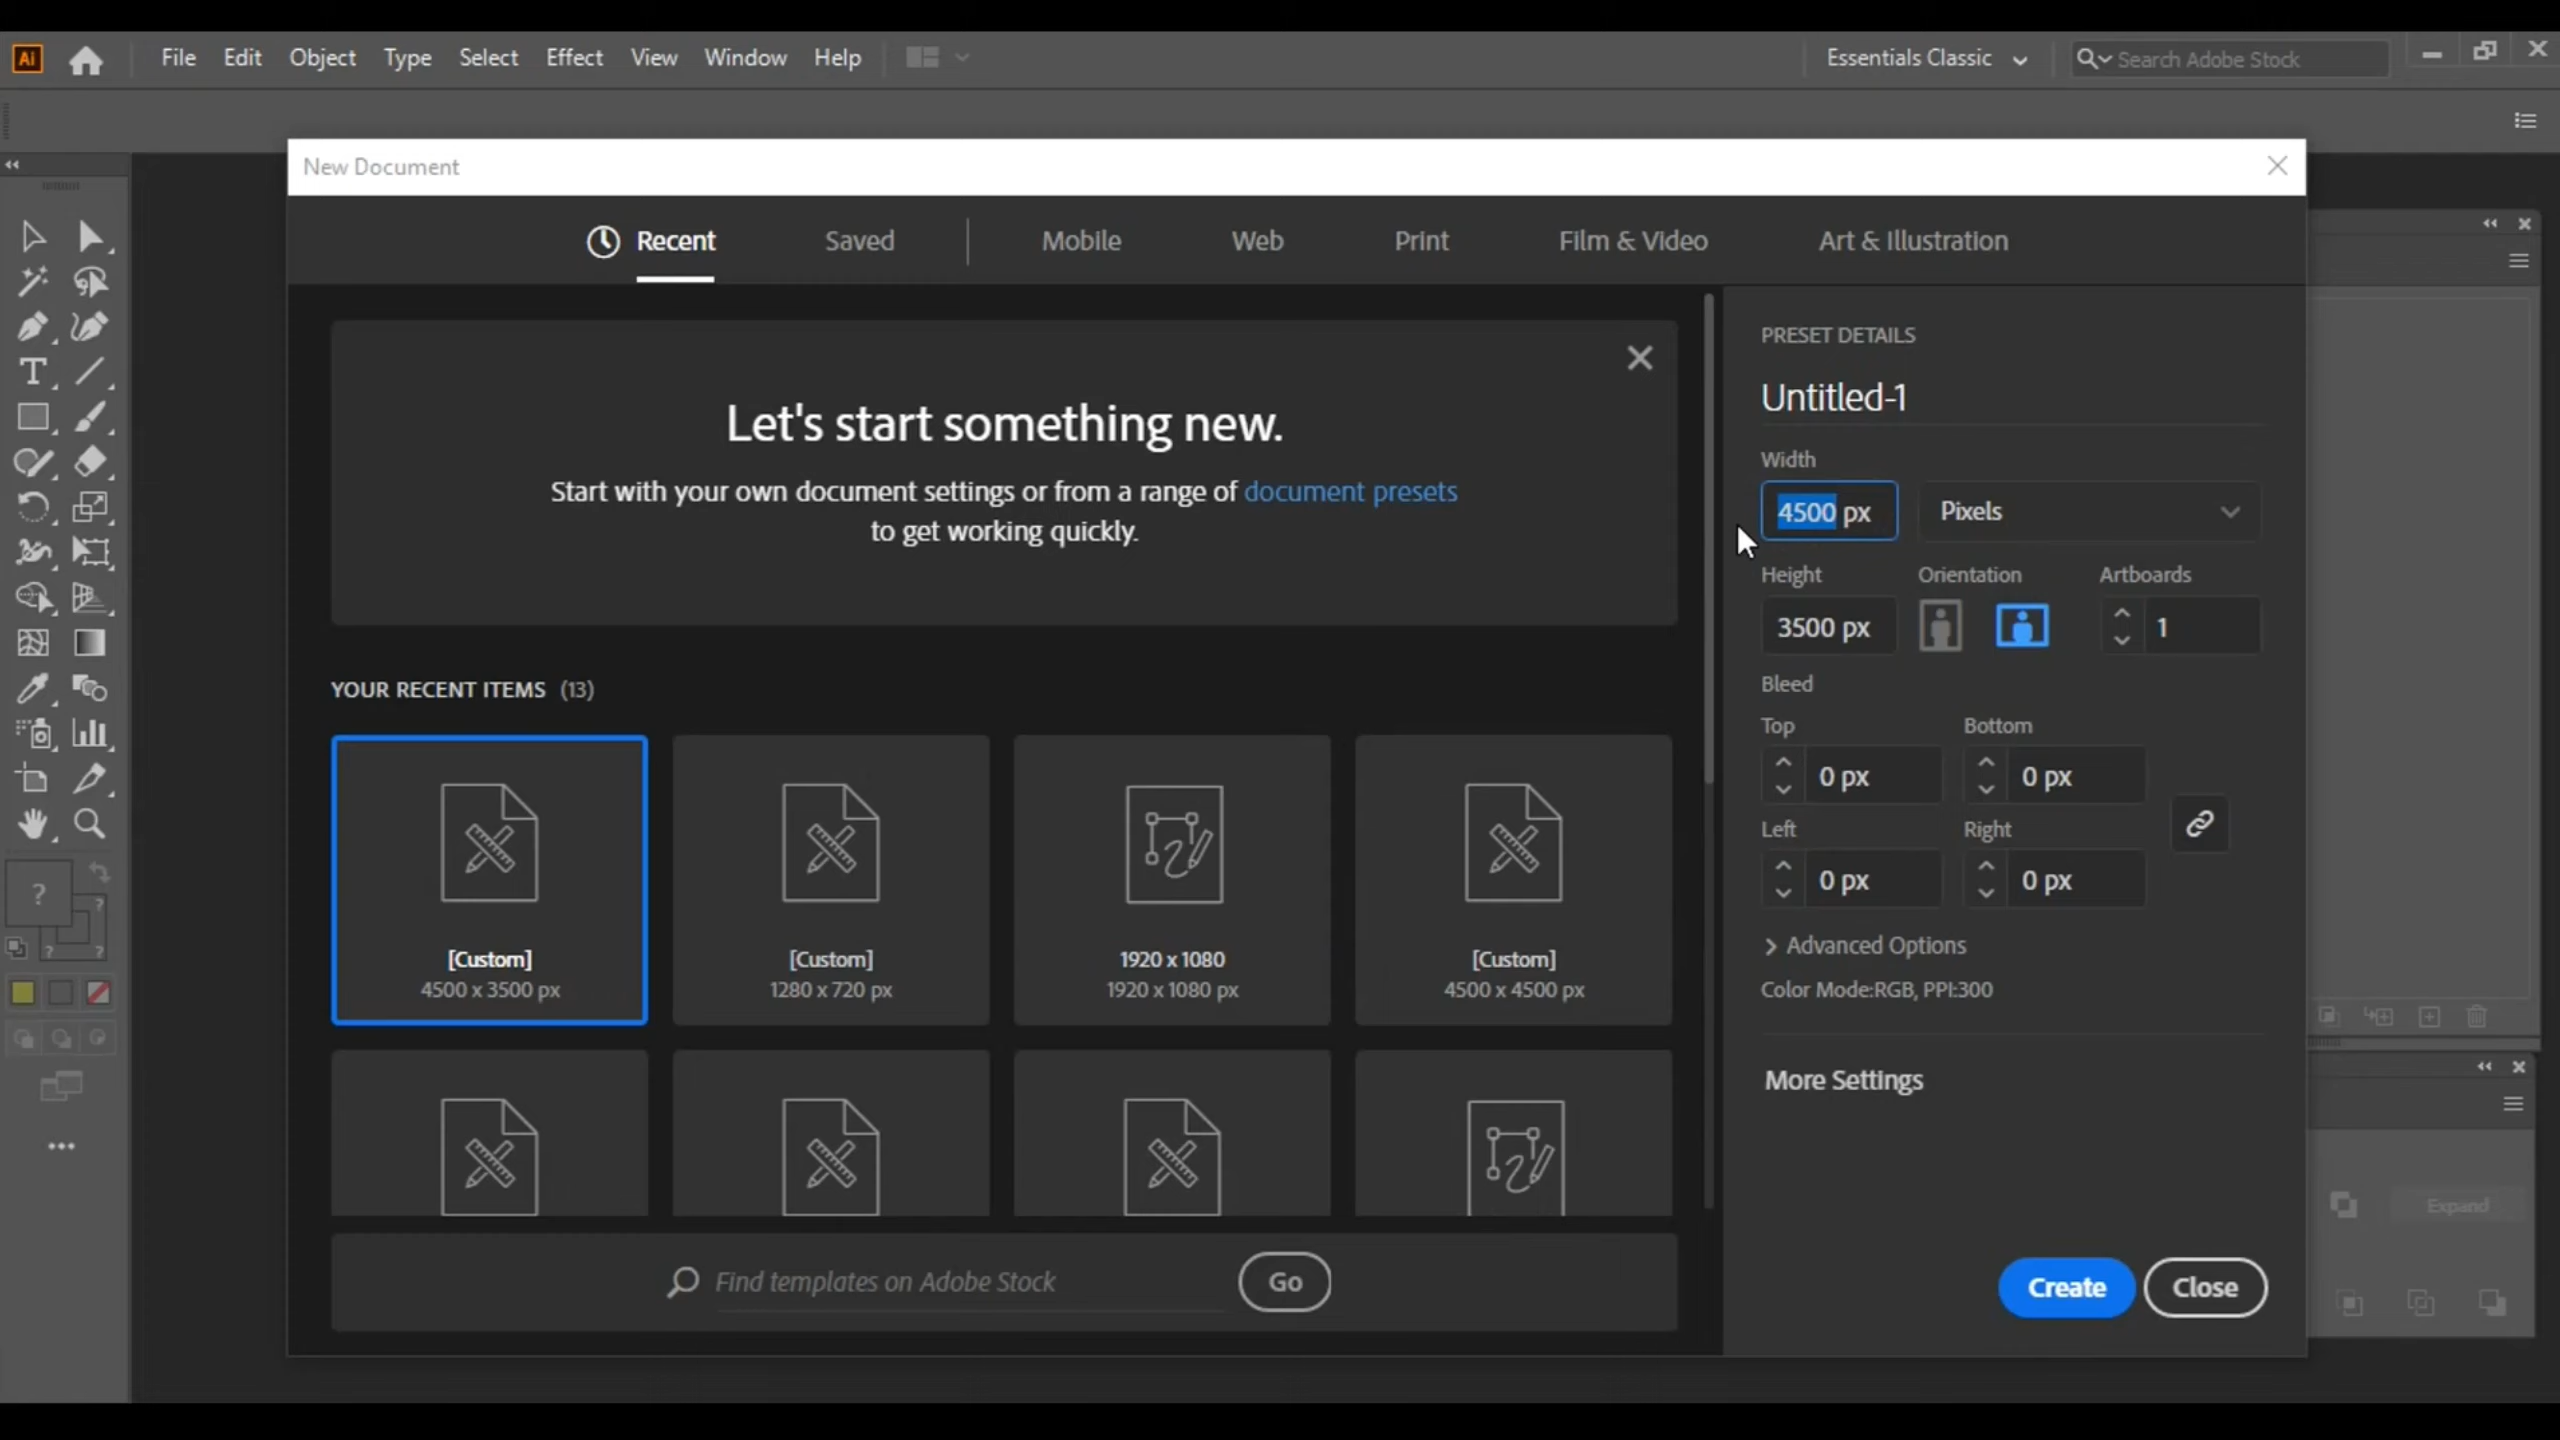 Ai File Edit Object Type Select Effect View Window Help Essentials Classic Search Adobe Stock
New Document
Recent Saved Mobile Web Print Film & Video Art & Illustration
Let's start something new.
Start with your own document settings or from a range of document presets
to get working quickly.
YOUR RECENT ITEMS (13)
[Custom]
4500 x 3500 px
[Custom]
1280 x 720 px
1920 x 1080
1920 x 1080 px
[Custom]
4500 x 4500 px
Find templates on Adobe Stock Go
PRESET DETAILS
Untitled-1
Width
4500 px Pixels
Height Orientation Artboards
3500 px 1
Bleed
Top Bottom
0 px 0 px
Left Right
0 px 0 px
Advanced Options
Color Mode:RGB, PPI:300
More Settings
Create Close
Expand
T
?
?
?
?